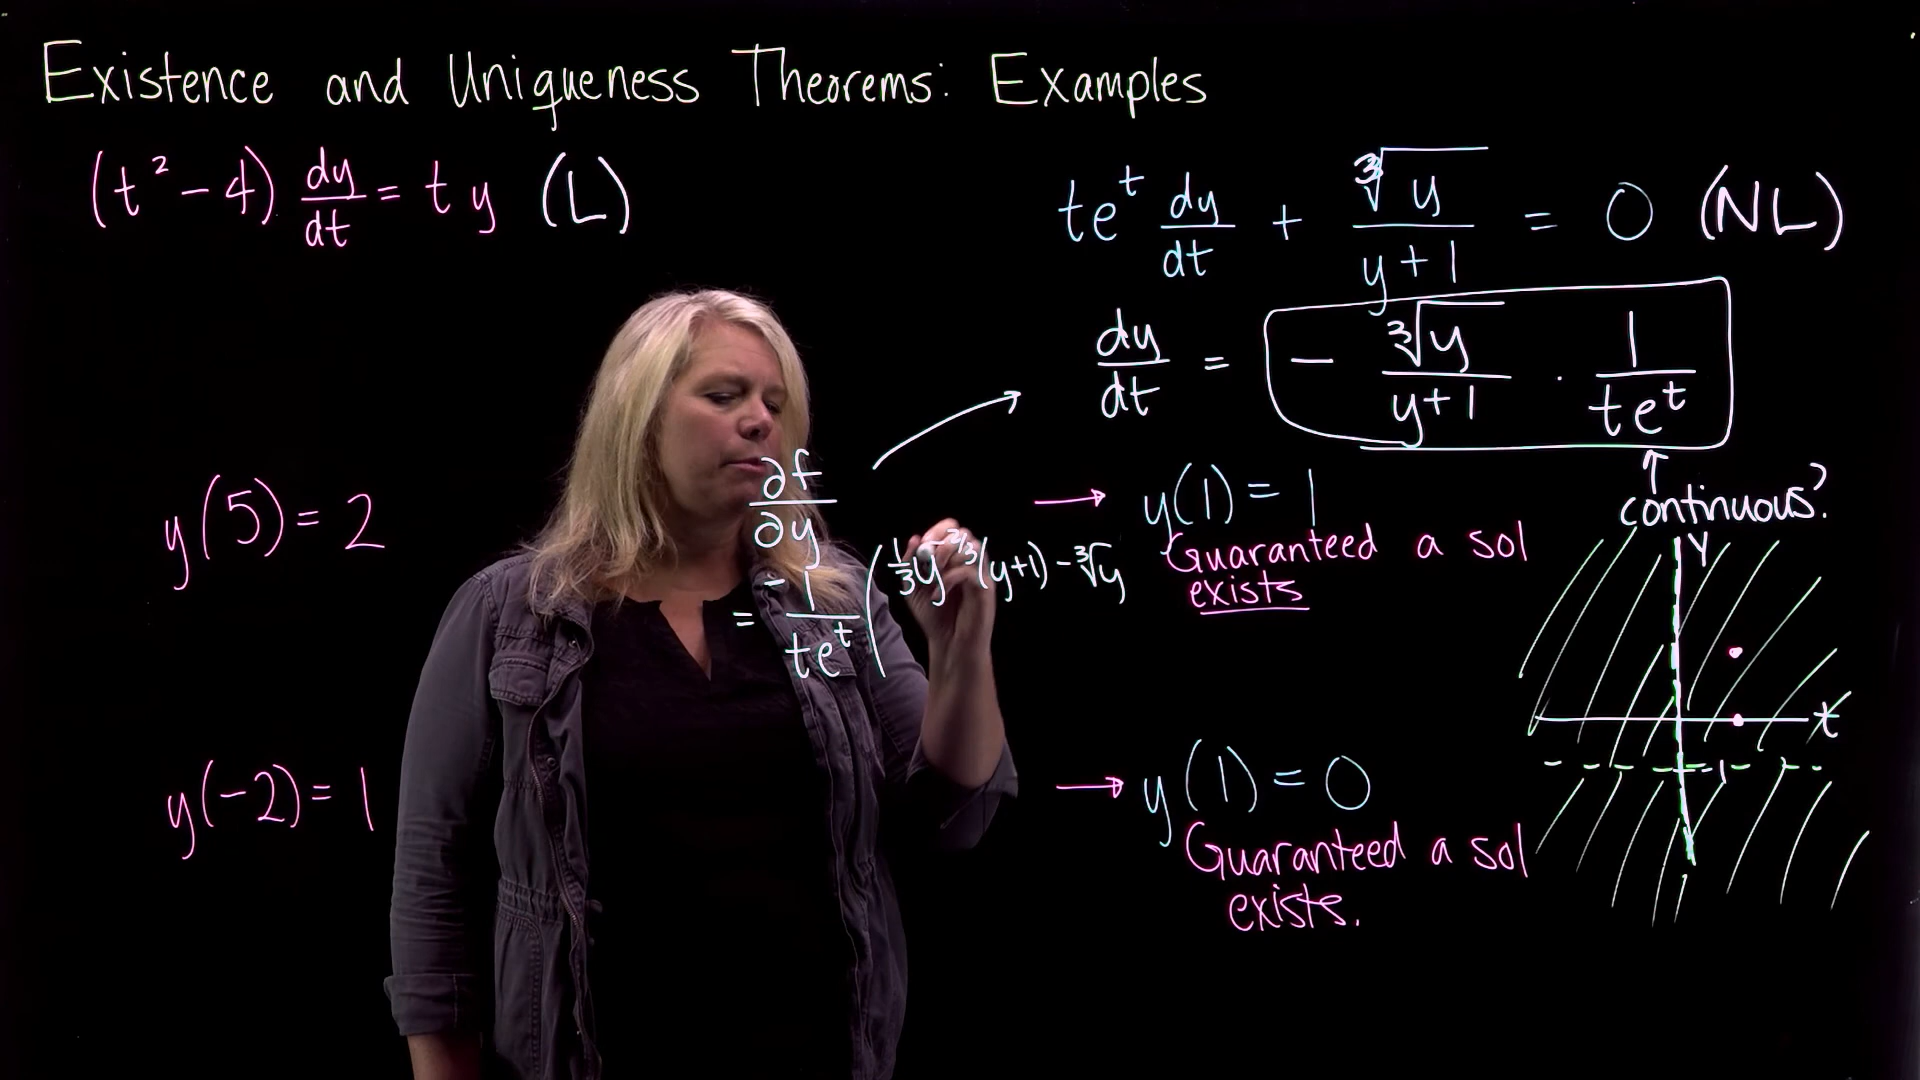 Existence and Uniqueness Theorems: Examples
(t² - 4) dy/dt = t y (L)
y(5) = 2
y(-2) = 1
te^t dy/dt + ∛y/(y+1) = 0 (NL)
dy/dt = - ∛y/(y+1) · 1/(te^t)
continuous?
∂f/∂y
= -1/(te^t) ( 1/3 y^(-2/3) (y+1) - ∛y
→ y(1) = 1
Guaranteed a sol
exists
→ y(1) = 0
Guaranteed a sol
exists.
y
t
-1